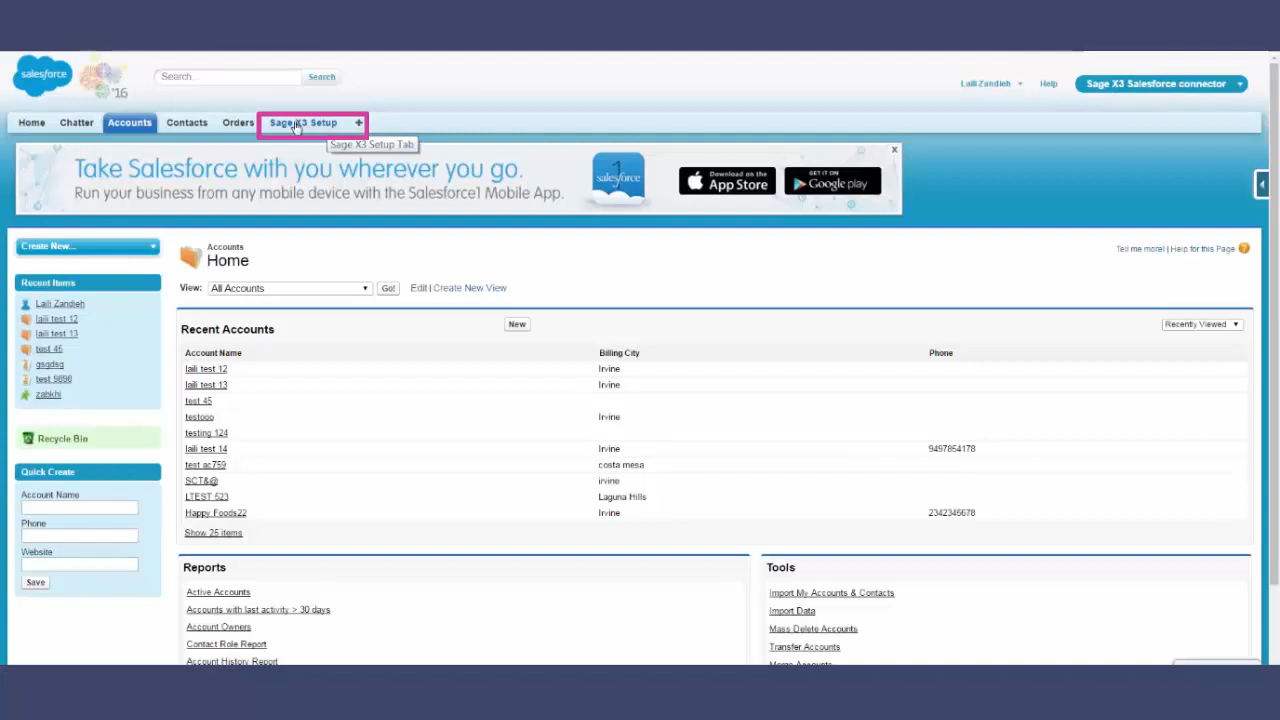 salesforce
'16
Search...
Search
Laili Zandieh
Help
Sage X3 Salesforce connector
Home Chatter Accounts Contacts Orders Sage X3 Setup +
Sage X3 Setup Tab
Take Salesforce with you wherever you go.
Run your business from any mobile device with the Salesforce1 Mobile App.
1
salesforce
Download on the
App Store
GET IT ON
Google play
x
Create New...
Recent Items
Laili Zandieh
laili test 12
laili test 13
test 45
gsgdsg
test 9898
zabkhi
Recycle Bin
Quick Create
Account Name
Phone
Website
Save
Accounts
Home
Tell me more! | Help for this Page
View: All Accounts Go! Edit | Create New View
Recent Accounts New Recently Viewed
Account Name Billing City Phone
laili test 12 Irvine
laili test 13 Irvine
test 45
testooo Irvine
testing 124
laili test 14 Irvine 9497854178
test ac759 costa mesa
SCT&@ irvine
LTEST 523 Laguna Hills
Happy Foods22 Irvine 2342345678
Show 25 items
Reports
Active Accounts
Accounts with last activity > 30 days
Account Owners
Contact Role Report
Account History Report
Tools
Import My Accounts & Contacts
Import Data
Mass Delete Accounts
Transfer Accounts
Merge Accounts